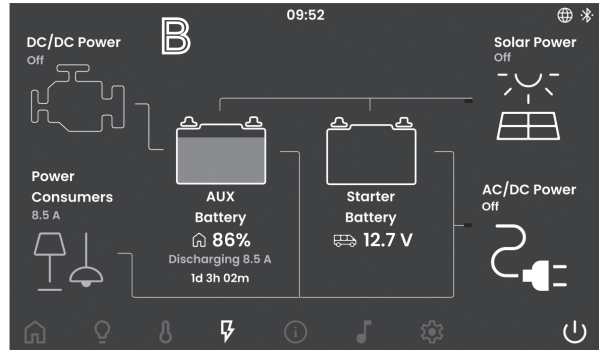 09:52
DC/DC Power
Off
B
Solar Power
Off
Power
Consumers
8.5 A
AUX
Battery
86%
Discharging 8.5 A
1d 3h 02m
Starter
Battery
12.7 V
AC/DC Power
Off